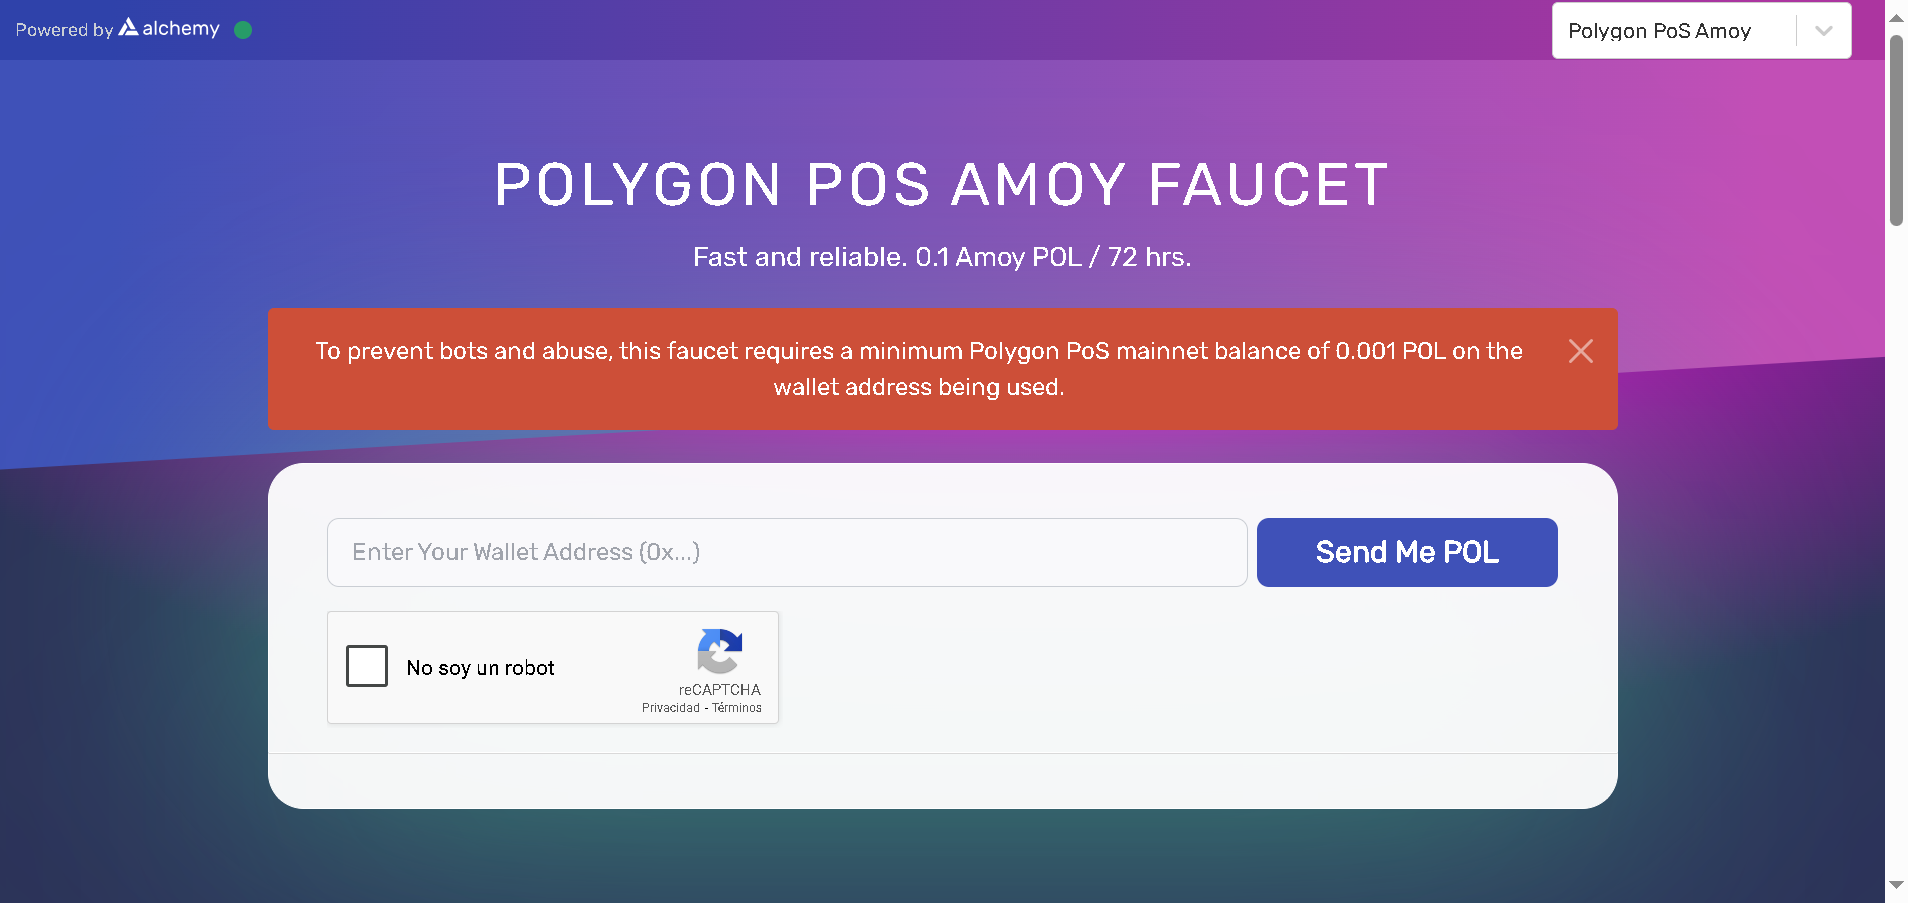 Powered by alchemy
Polygon PoS Amoy
POLYGON POS AMOY FAUCET
Fast and reliable. 0.1 Amoy POL / 72 hrs.
To prevent bots and abuse, this faucet requires a minimum Polygon PoS mainnet balance of 0.001 POL on the
wallet address being used.
Enter Your Wallet Address (0x...)
Send Me POL
No soy un robot
reCAPTCHA
Privacidad - Términos